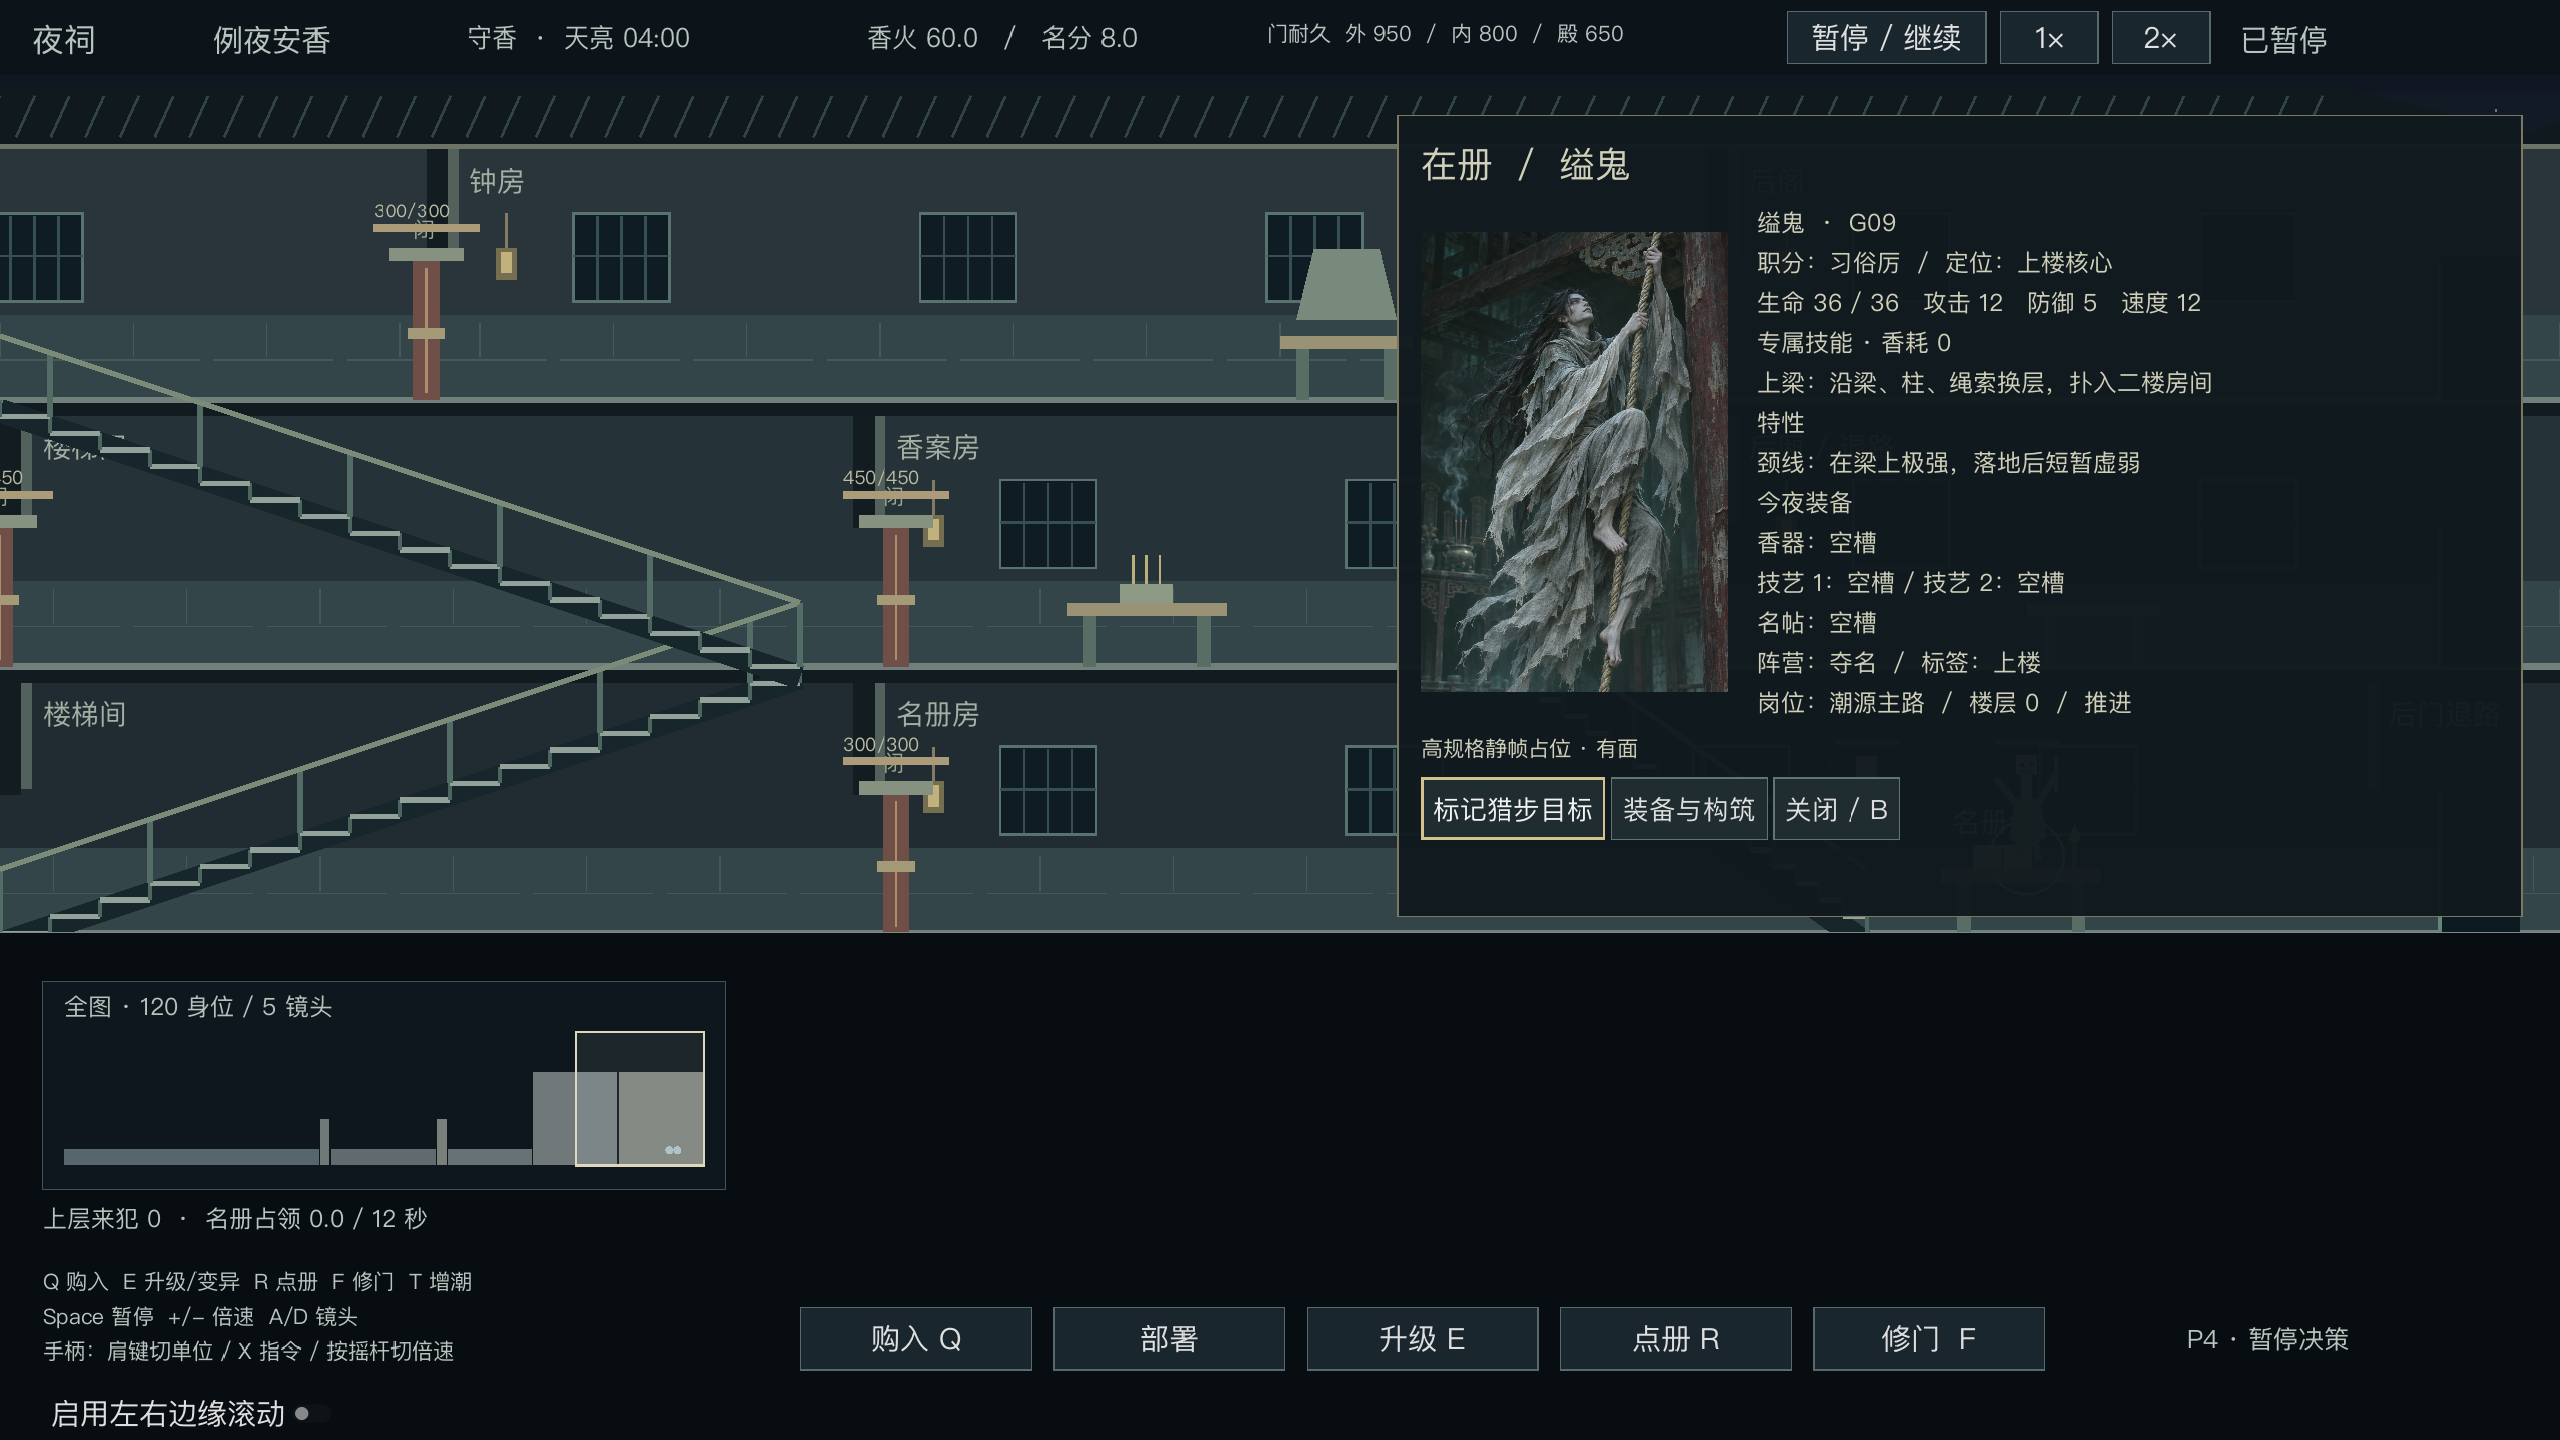 夜祠 例夜安香 守香 · 天亮 04:00 香火 60.0 / 名分 8.0 门耐久 外 950 / 内 800 / 殿 650 暂停 / 继续 1× 2× 已暂停
钟房
300/300
闭
在册 / 缢鬼
缢鬼 · G09
职分：习俗厉 / 定位：上楼核心
生命 36 / 36 攻击 12 防御 5 速度 12
专属技能 · 香耗 0
上梁：沿梁、柱、绳索换层，扑入二楼房间
特性
颈线：在梁上极强，落地后短暂虚弱
今夜装备
香器：空槽
技艺 1：空槽 / 技艺 2：空槽
名帖：空槽
阵营：夺名 / 标签：上楼
岗位：潮源主路 / 楼层 0 / 推进
高规格静帧占位 · 有面
标记猎步目标 装备与构筑 关闭 / B
香案房
450/450
闭
楼梯间
名册房
300/300
闭
后门退路
名册
全图 · 120 身位 / 5 镜头
上层来犯 0 · 名册占领 0.0 / 12 秒
Q 购入 E 升级/变异 R 点册 F 修门 T 增潮
Space 暂停 +/− 倍速 A/D 镜头
手柄：肩键切单位 / X 指令 / 按摇杆切倍速
购入 Q 部署 升级 E 点册 R 修门 F P4 · 暂停决策
启用左右边缘滚动